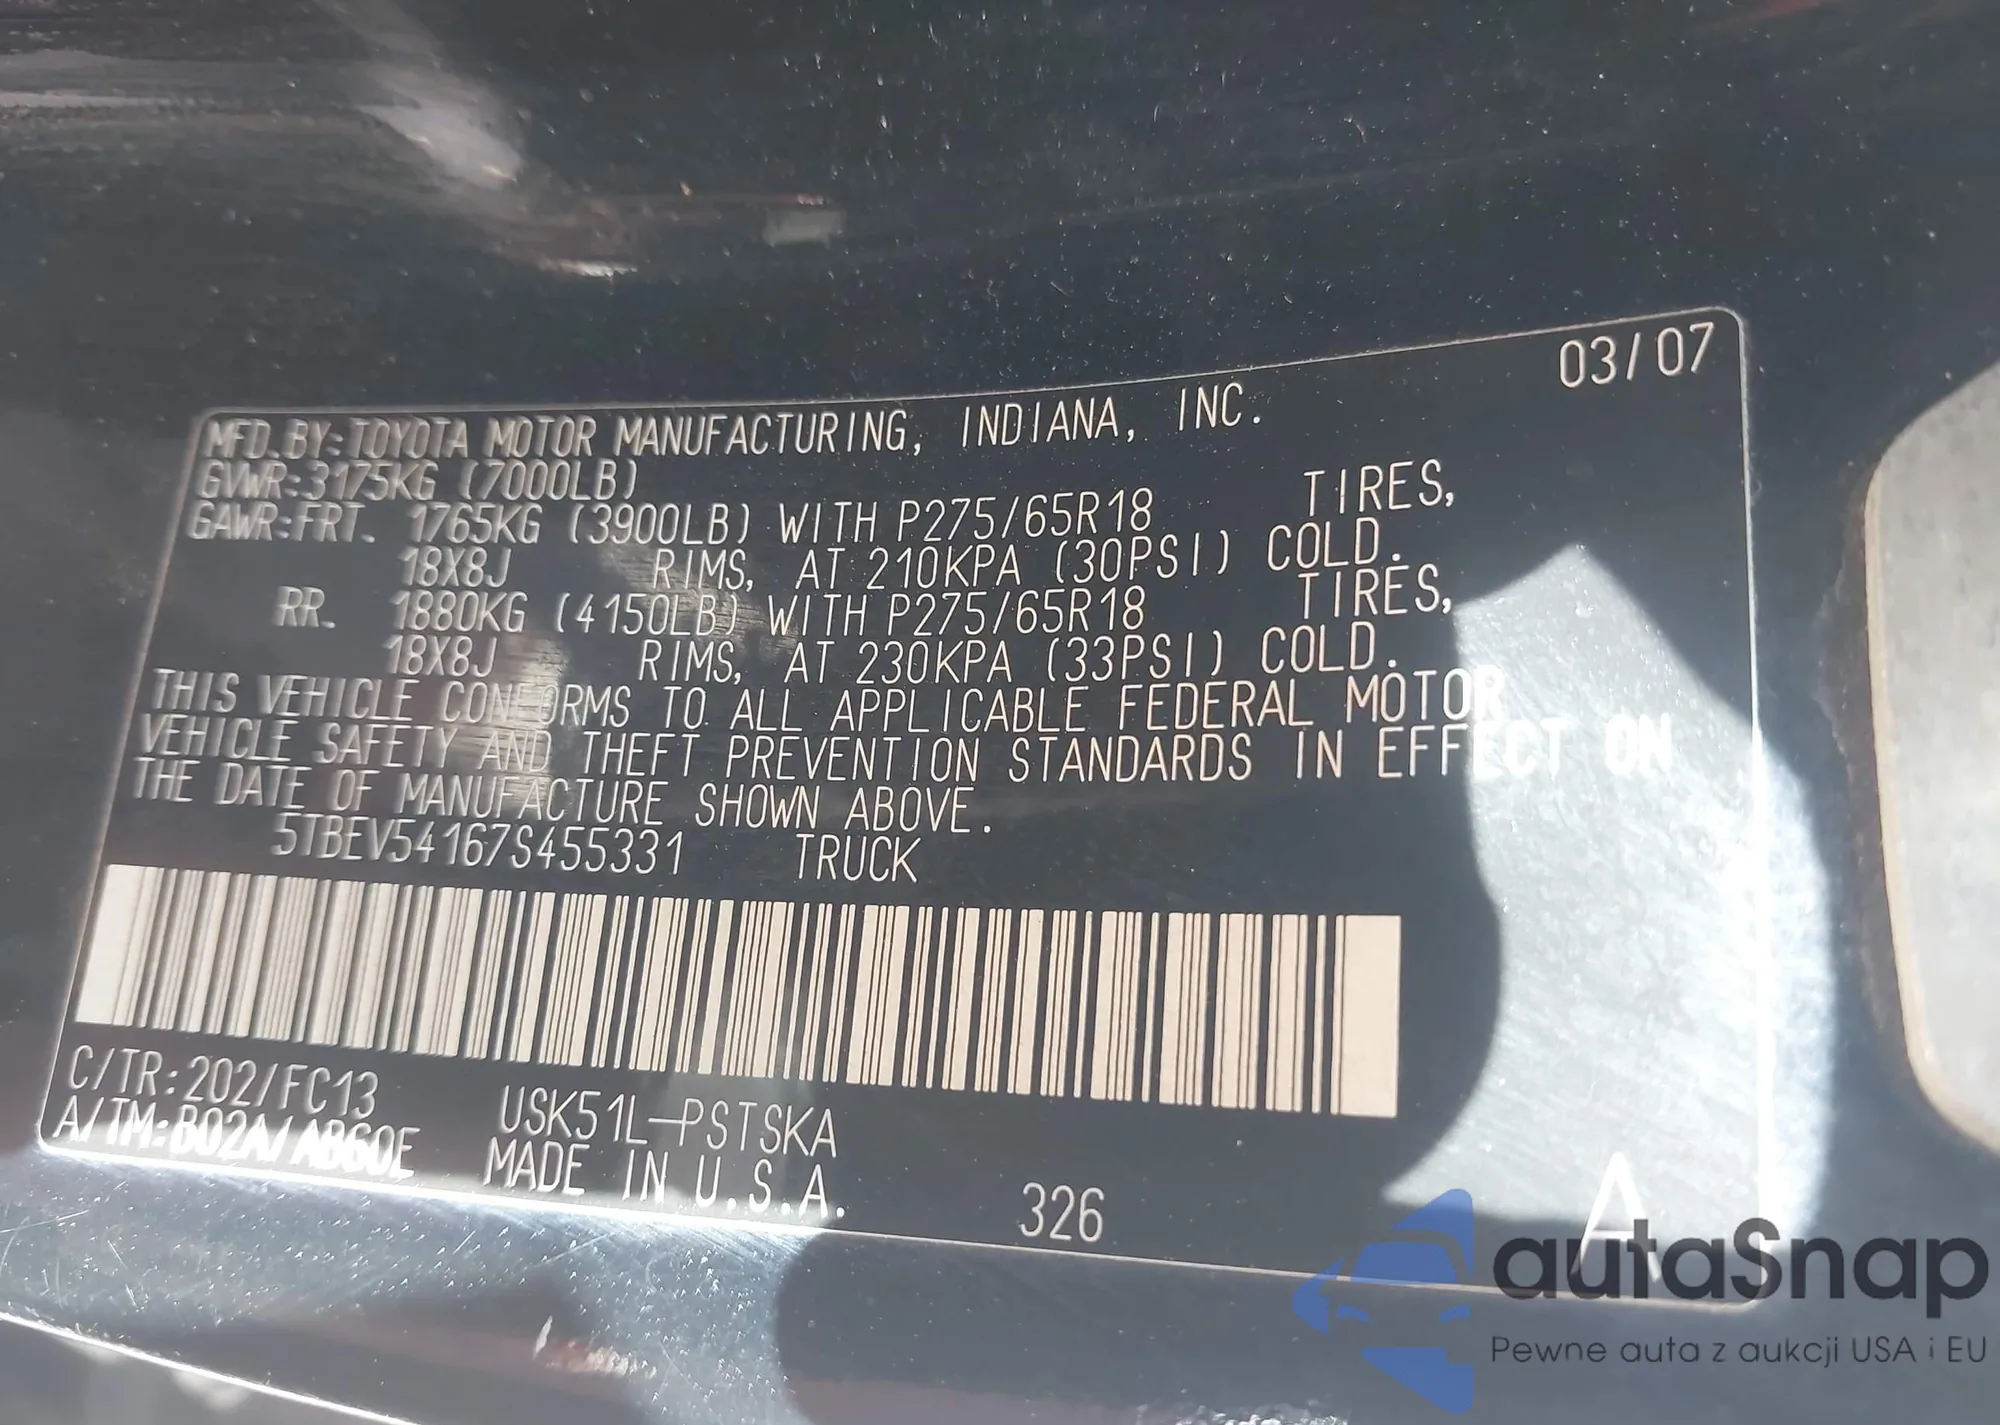 03/07
MFD.BY:TOYOTA MOTOR MANUFACTURING, INDIANA, INC.
GVWR:3175KG (7000LB)
GAWR:FRT. 1765KG (3900LB) WITH P275/65R18 TIRES,
18X8J RIMS, AT 210KPA (30PSI) COLD.
RR. 1880KG (4150LB) WITH P275/65R18 TIRES,
18X8J RIMS, AT 230KPA (33PSI) COLD.
THIS VEHICLE CONFORMS TO ALL APPLICABLE FEDERAL MOTOR
VEHICLE SAFETY AND THEFT PREVENTION STANDARDS IN EFFECT ON
THE DATE OF MANUFACTURE SHOWN ABOVE.
5TBEV54167S455331 TRUCK
C/TR:202/FC13 USK51L-PSTSKA
A/TM:B02A/AB60E MADE IN U.S.A.
326 A
autaSnap
Pewne auta z aukcji USA i EU